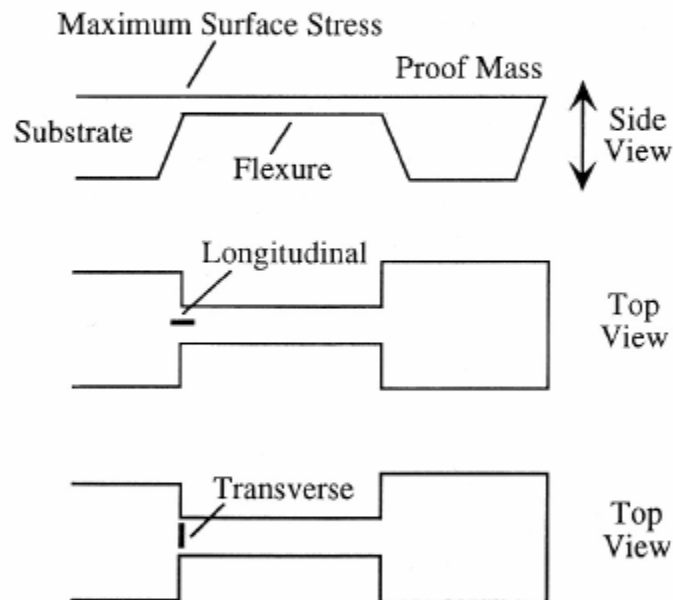 Maximum Surface Stress
Proof Mass
Substrate
Side
View
Flexure
Longitudinal
Top
View
Transverse
Top
View